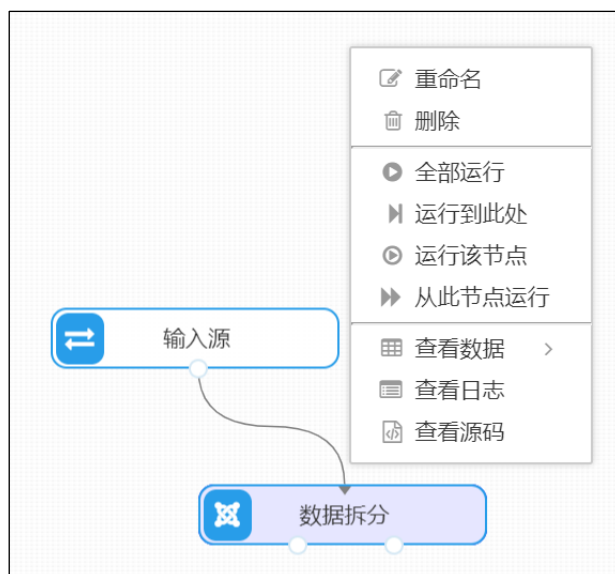 重命名
删除
全部运行
运行到此处
运行该节点
从此节点运行
输入源
查看数据
查看日志
查看源码
数据拆分